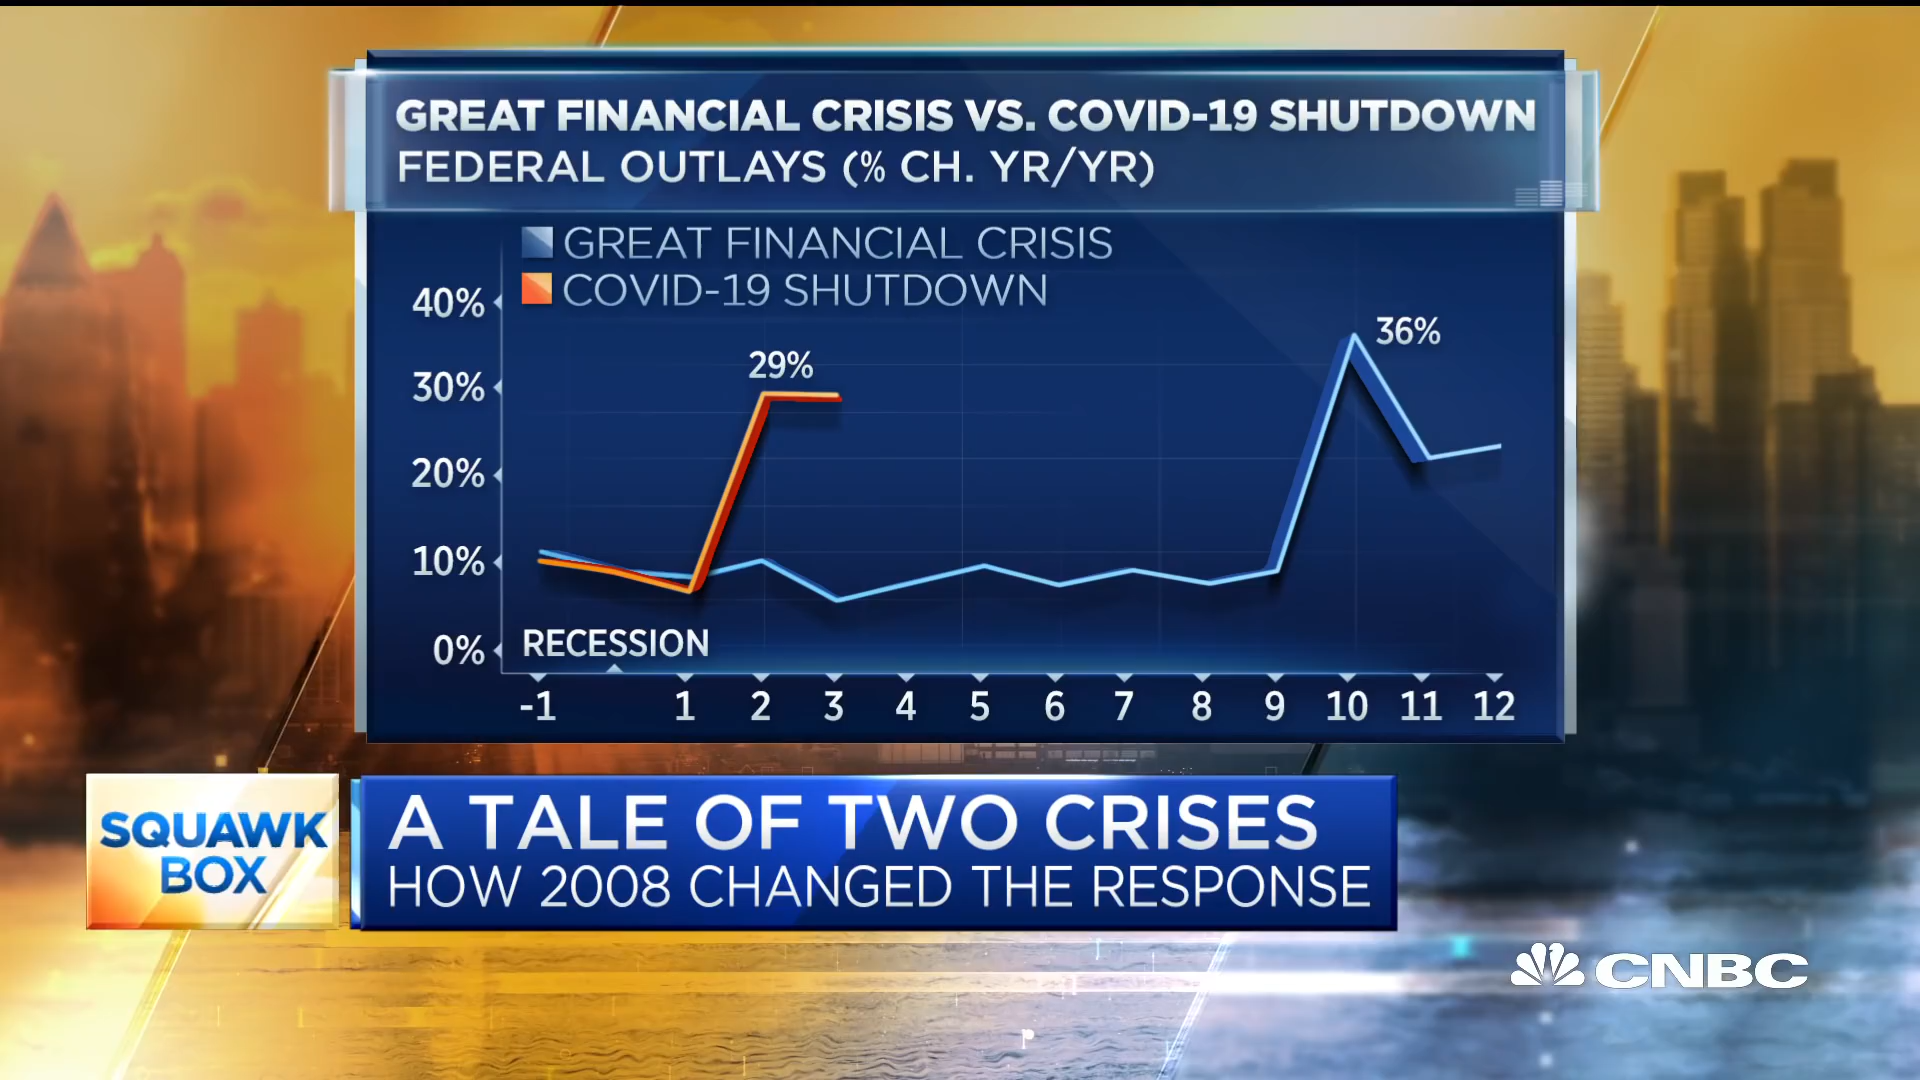 GREAT FINANCIAL CRISIS VS. COVID-19 SHUTDOWN
FEDERAL OUTLAYS (% CH. YR/YR)
GREAT FINANCIAL CRISIS
COVID-19 SHUTDOWN
40%
30%
20%
10%
0%
29%
36%
RECESSION
-1 1 2 3 4 5 6 7 8 9 10 11 12
SQUAWK
BOX
A TALE OF TWO CRISES
HOW 2008 CHANGED THE RESPONSE
CNBC